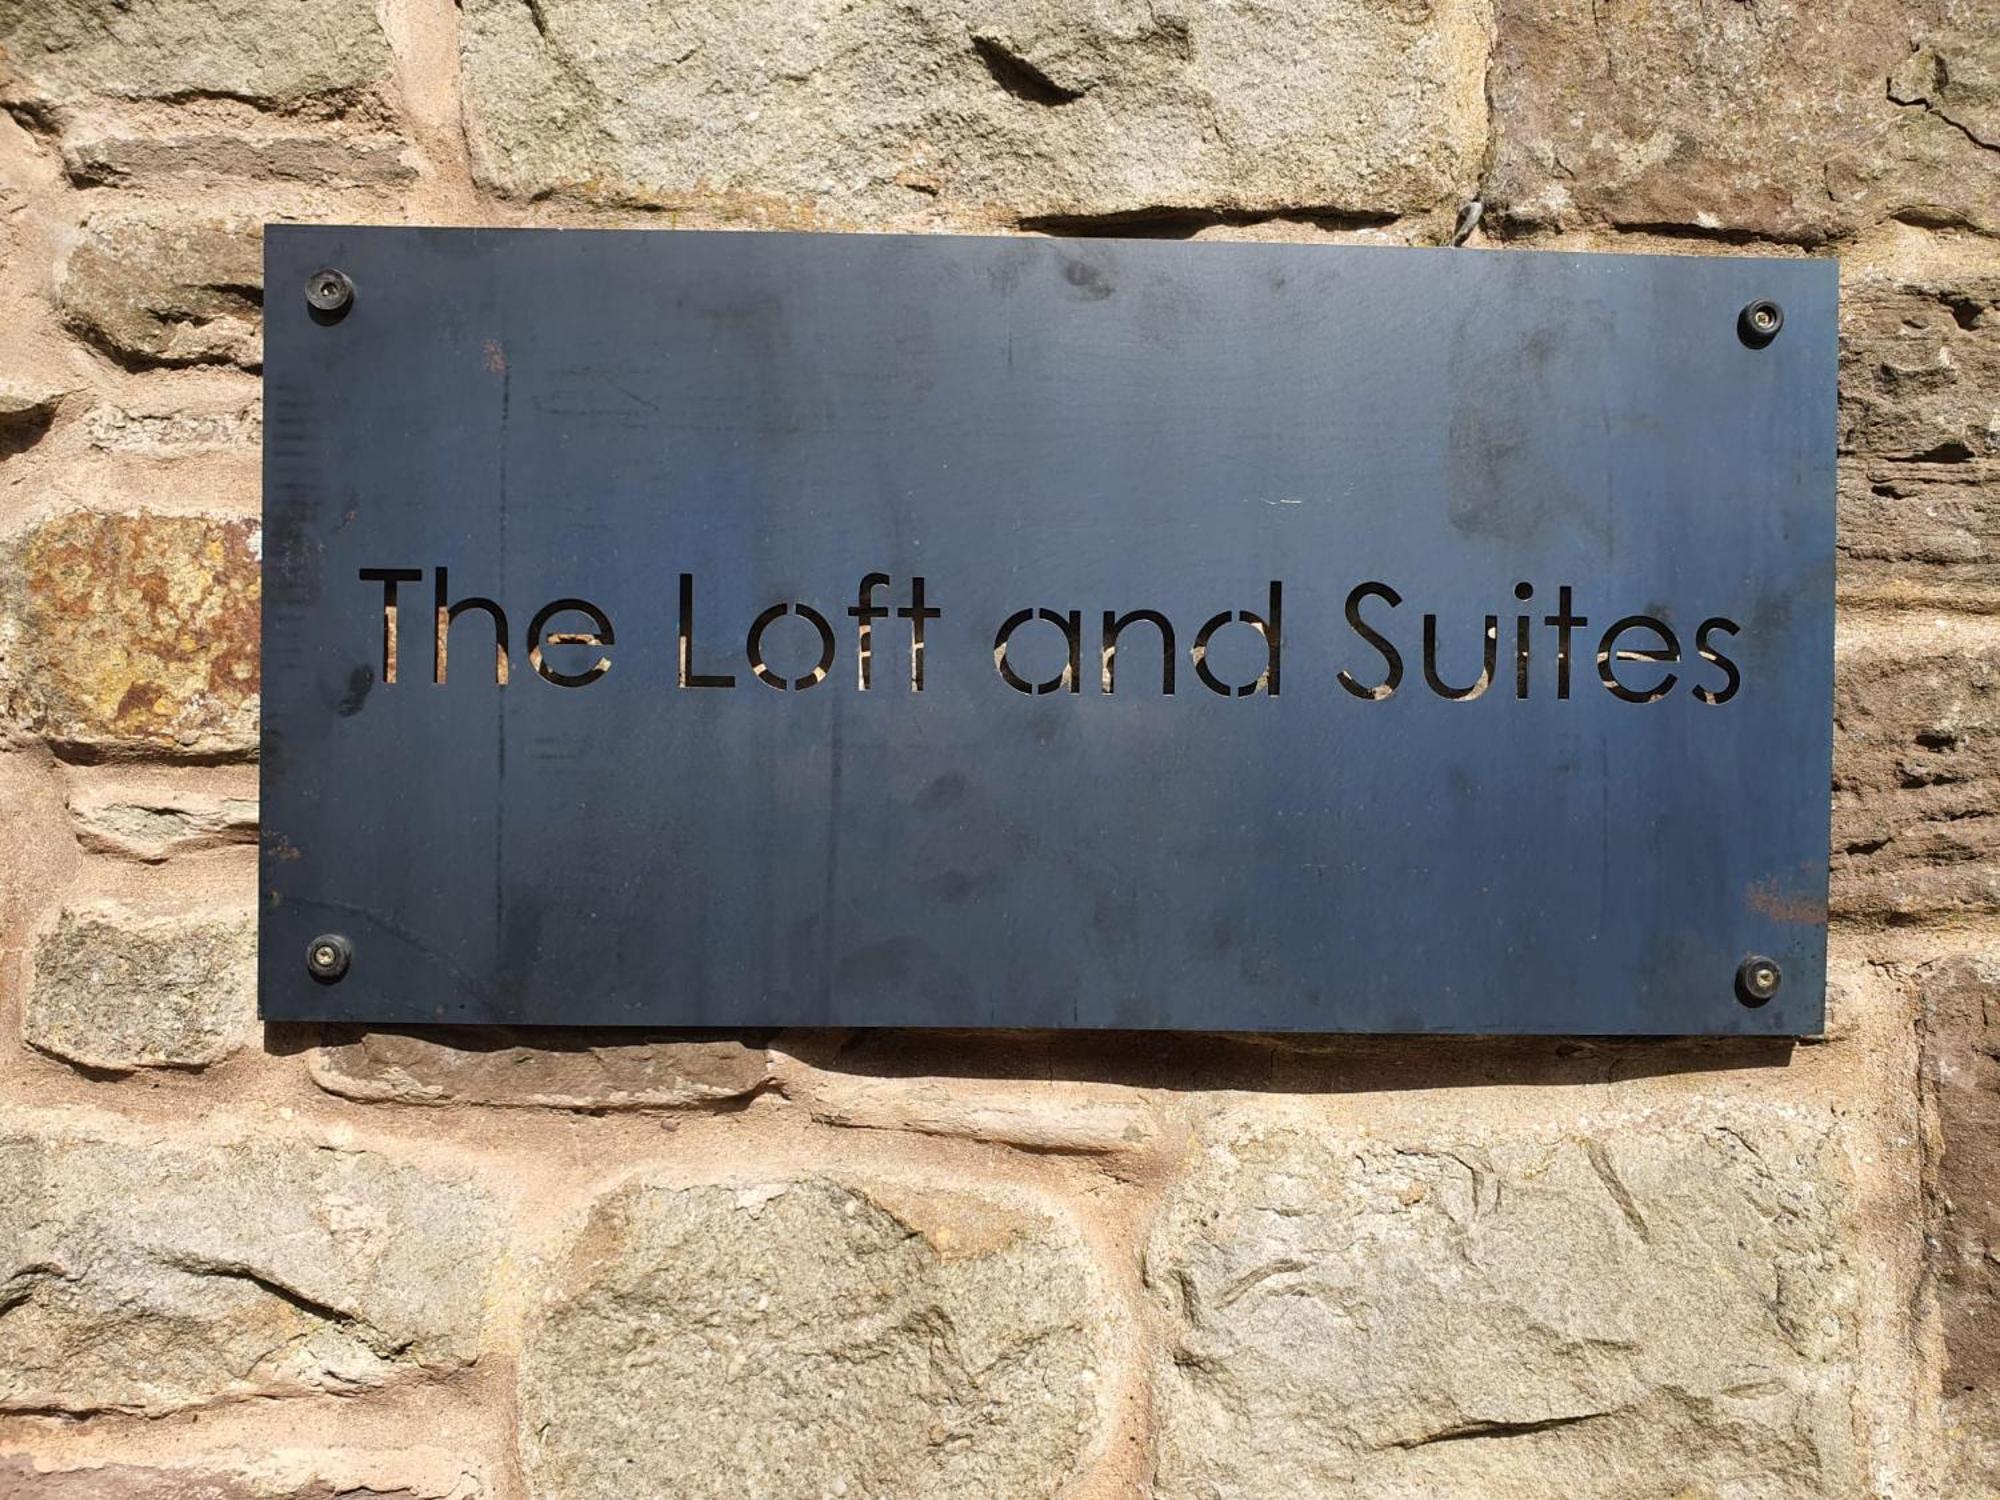 The Loft and Suites